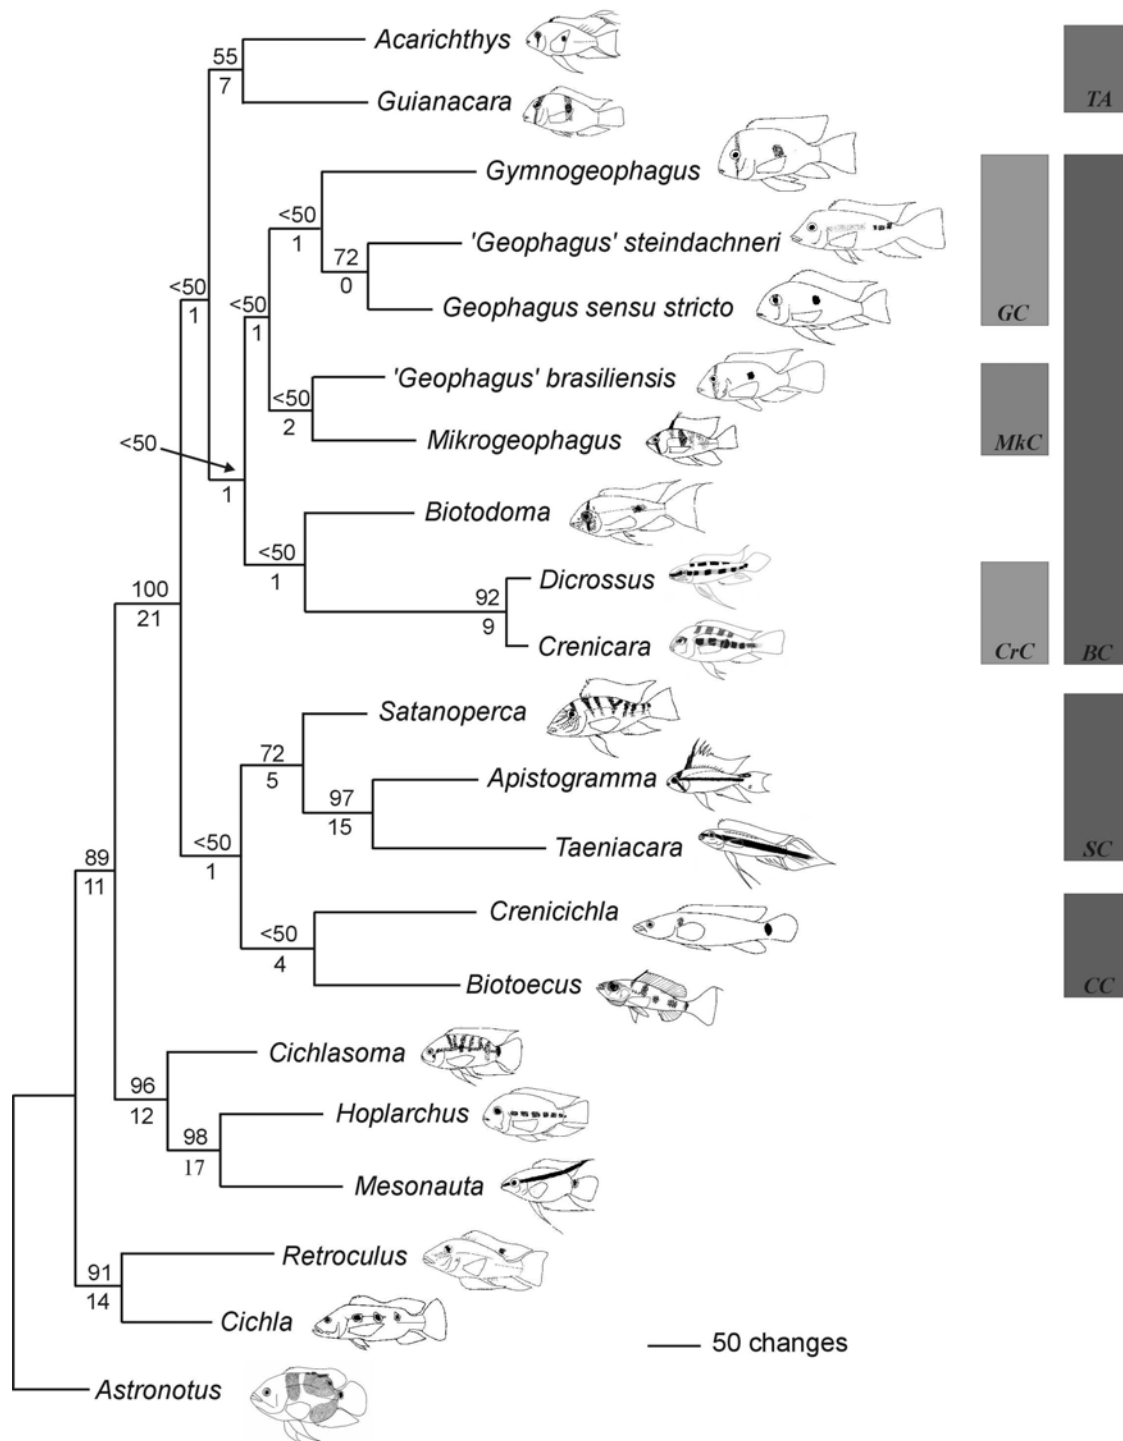 Acarichthys
55
7
Guianacara
TA
Gymnogeophagus
<50
1
'Geophagus' steindachneri
72
0
Geophagus sensu stricto
GC
<50
1
<50
1
'Geophagus' brasiliensis
<50
2
Mikrogeophagus
MkC
<50
1
Biotodoma
<50
1
Dicrossus
92
9
Crenicara
CrC
BC
100
21
Satanoperca
72
5
Apistogramma
97
15
Taeniacara
SC
<50
1
89
11
Crenicichla
<50
4
Biotoecus
CC
Cichlasoma
96
12
Hoplarchus
98
17
Mesonauta
Retroculus
91
14
Cichla
50 changes
Astronotus